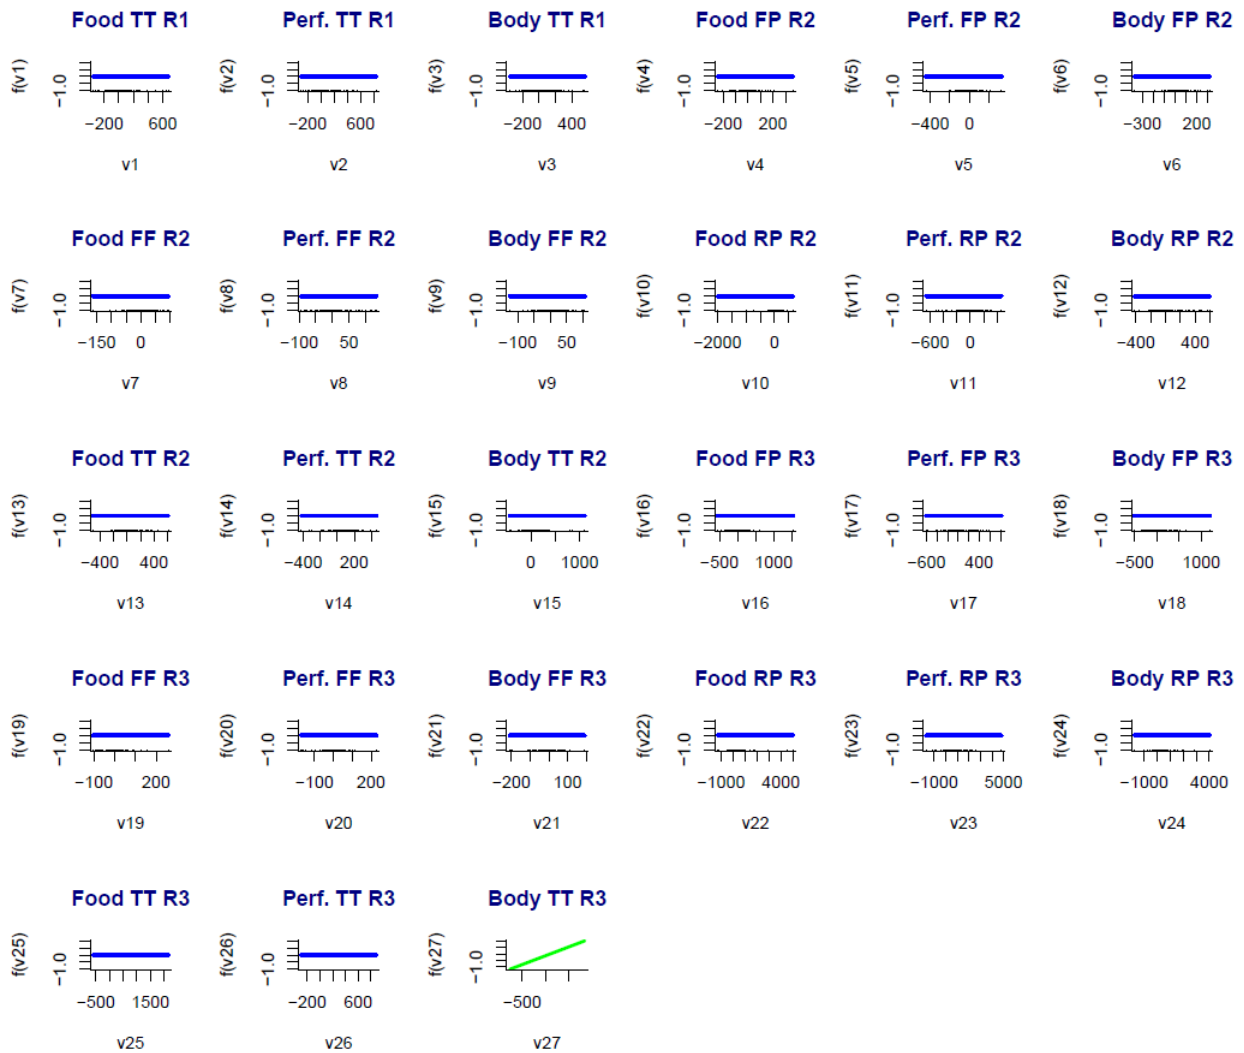 Food TT R1
f(v1)
−1.0
−200 600
v1
Perf. TT R1
f(v2)
−1.0
−200 600
v2
Body TT R1
f(v3)
−1.0
−200 400
v3
Food FP R2
f(v4)
−1.0
−200 200
v4
Perf. FP R2
f(v5)
−1.0
−400 0
v5
Body FP R2
f(v6)
−1.0
−300 200
v6
Food FF R2
f(v7)
−1.0
−150 0
v7
Perf. FF R2
f(v8)
−1.0
−100 50
v8
Body FF R2
f(v9)
−1.0
−100 50
v9
Food RP R2
f(v10)
−1.0
−2000 0
v10
Perf. RP R2
f(v11)
−1.0
−600 0
v11
Body RP R2
f(v12)
−1.0
−400 400
v12
Food TT R2
f(v13)
−1.0
−400 400
v13
Perf. TT R2
f(v14)
−1.0
−400 200
v14
Body TT R2
f(v15)
−1.0
0 1000
v15
Food FP R3
f(v16)
−1.0
−500 1000
v16
Perf. FP R3
f(v17)
−1.0
−600 400
v17
Body FP R3
f(v18)
−1.0
−500 1000
v18
Food FF R3
f(v19)
−1.0
−100 200
v19
Perf. FF R3
f(v20)
−1.0
−100 200
v20
Body FF R3
f(v21)
−1.0
−200 100
v21
Food RP R3
f(v22)
−1.0
−1000 4000
v22
Perf. RP R3
f(v23)
−1.0
−1000 5000
v23
Body RP R3
f(v24)
−1.0
−1000 4000
v24
Food TT R3
f(v25)
−1.0
−500 1500
v25
Perf. TT R3
f(v26)
−1.0
−200 600
v26
Body TT R3
f(v27)
−1.0
−500
v27